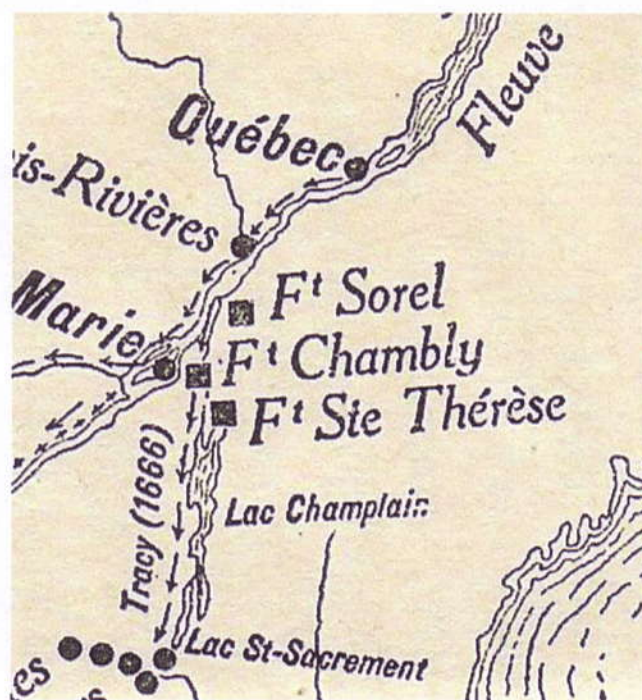 Fleuve
Québec
is-Rivières
Fᵗ Sorel
Marie
Fᵗ Chambly
Fᵗ Ste Thérèse
Tracy (1666)
Lac Champlain
Lac St-Sacrement
es